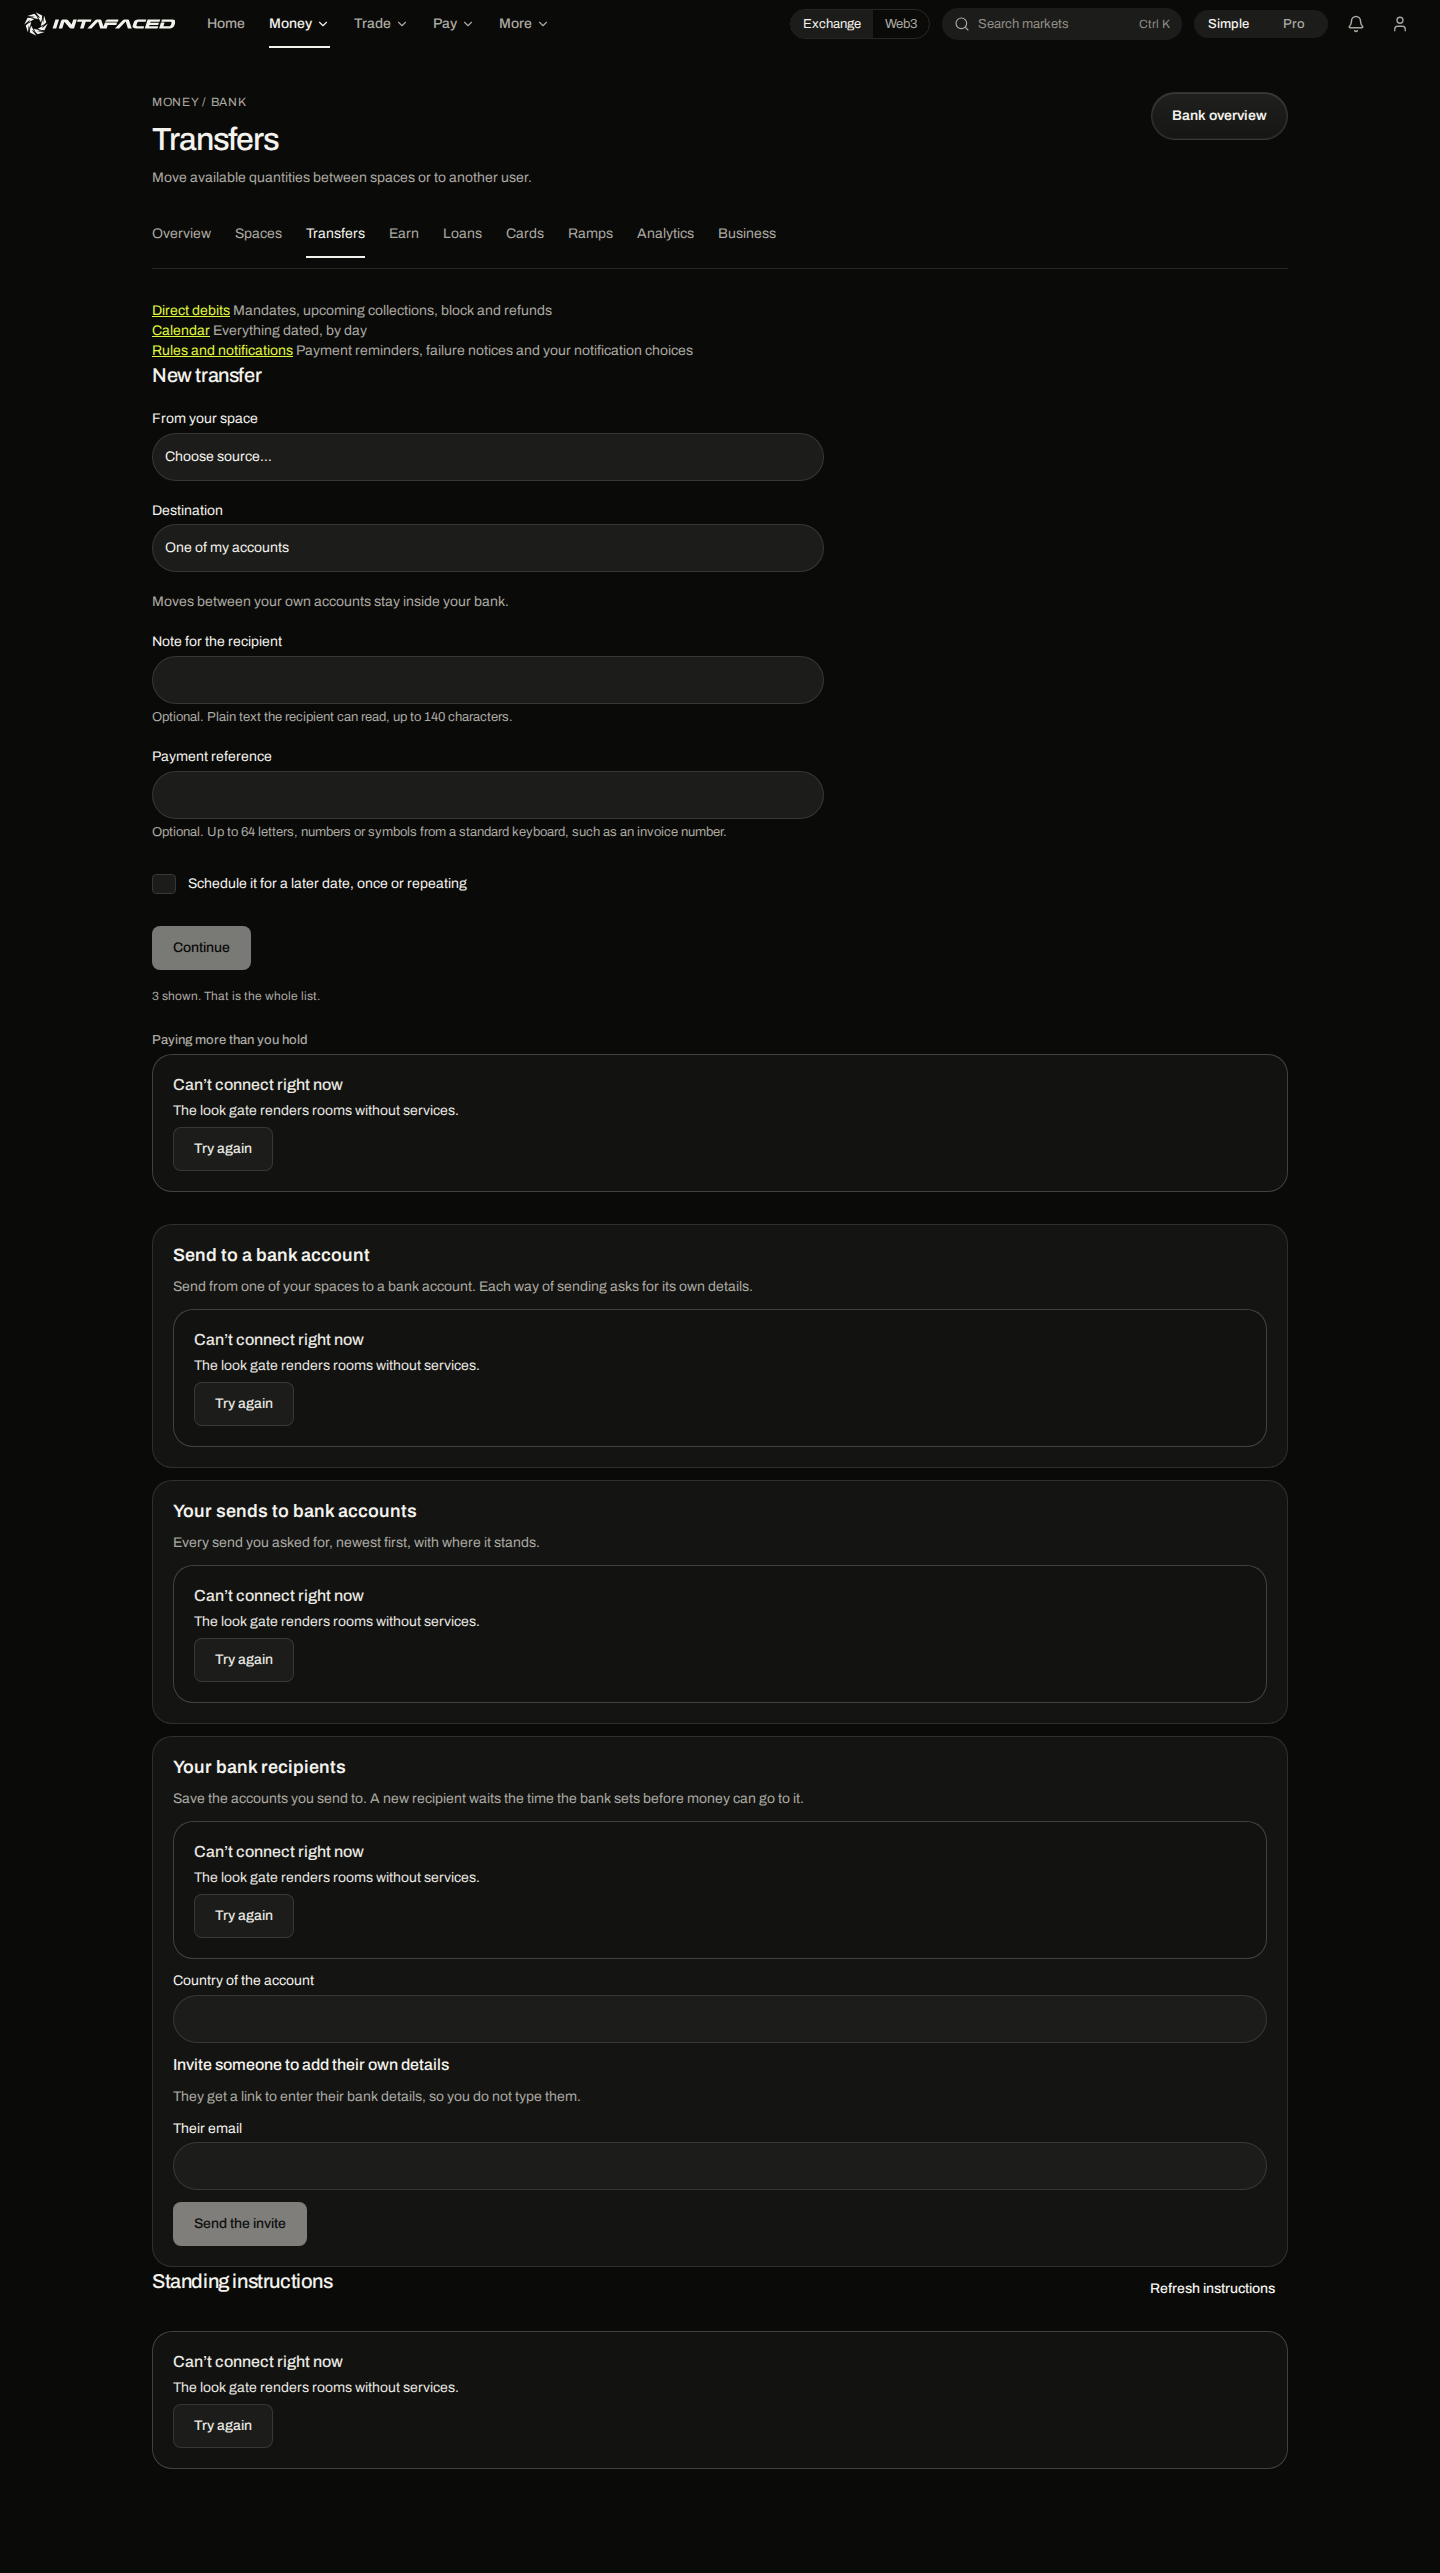 INTAFACED
Home
Money
Trade
Pay
More
Exchange
Web3
Search markets
Ctrl K
Simple
Pro
MONEY / BANK
Transfers
Move available quantities between spaces or to another user.
Bank overview
Overview
Spaces
Transfers
Earn
Loans
Cards
Ramps
Analytics
Business
Direct debits Mandates, upcoming collections, block and refunds
Calendar Everything dated, by day
Rules and notifications Payment reminders, failure notices and your notification choices
New transfer
From your space
Choose source...
Destination
One of my accounts
Moves between your own accounts stay inside your bank.
Note for the recipient
Optional. Plain text the recipient can read, up to 140 characters.
Payment reference
Optional. Up to 64 letters, numbers or symbols from a standard keyboard, such as an invoice number.
Schedule it for a later date, once or repeating
Continue
3 shown. That is the whole list.
Paying more than you hold
Can’t connect right now
The look gate renders rooms without services.
Try again
Send to a bank account
Send from one of your spaces to a bank account. Each way of sending asks for its own details.
Can’t connect right now
The look gate renders rooms without services.
Try again
Your sends to bank accounts
Every send you asked for, newest first, with where it stands.
Can’t connect right now
The look gate renders rooms without services.
Try again
Your bank recipients
Save the accounts you send to. A new recipient waits the time the bank sets before money can go to it.
Can’t connect right now
The look gate renders rooms without services.
Try again
Country of the account
Invite someone to add their own details
They get a link to enter their bank details, so you do not type them.
Their email
Send the invite
Standing instructions
Refresh instructions
Can’t connect right now
The look gate renders rooms without services.
Try again